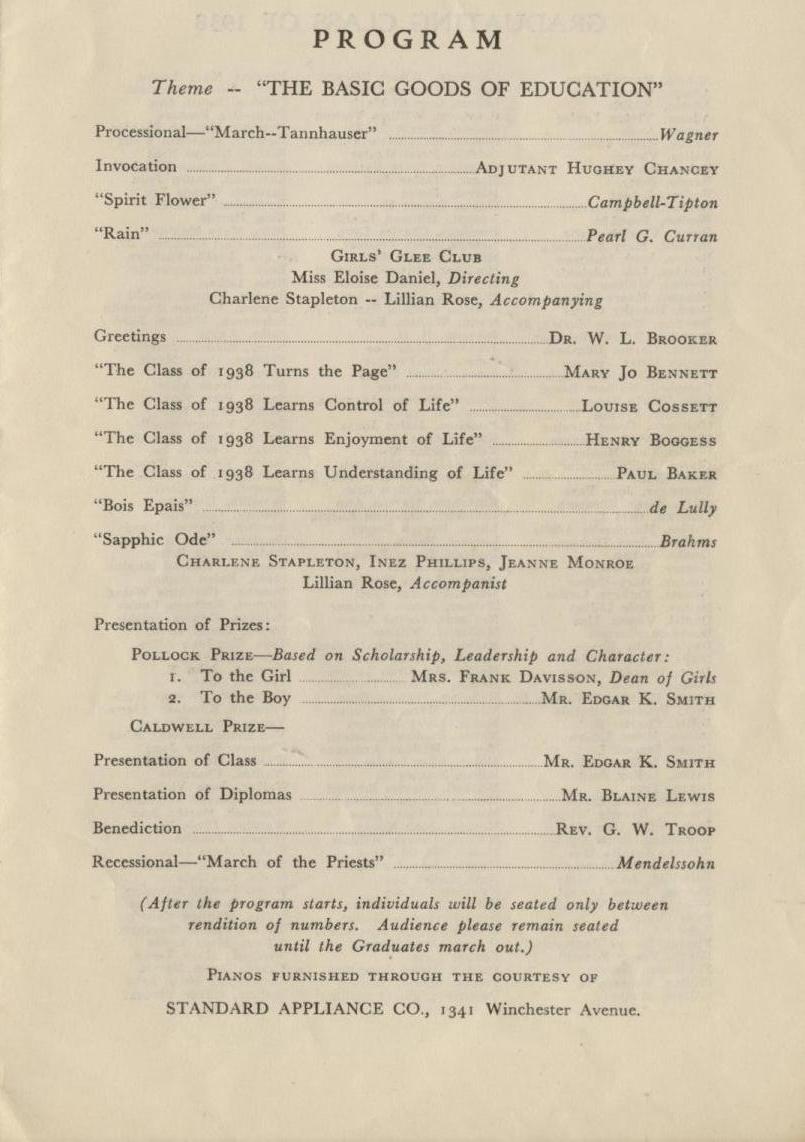 PROGRAM
Theme -- "THE BASIC GOODS OF EDUCATION"
Processional—"March--Tannhauser" ........ Wagner
Invocation ........ ADJUTANT HUGHEY CHANCEY
"Spirit Flower" ........ Campbell-Tipton
"Rain" ........ Pearl G. Curran
GIRLS' GLEE CLUB
Miss Eloise Daniel, Directing
Charlene Stapleton -- Lillian Rose, Accompanying
Greetings ........ DR. W. L. BROOKER
"The Class of 1938 Turns the Page" ........ MARY JO BENNETT
"The Class of 1938 Learns Control of Life" ........ LOUISE COSSETT
"The Class of 1938 Learns Enjoyment of Life" ........ HENRY BOGGESS
"The Class of 1938 Learns Understanding of Life" ........ PAUL BAKER
"Bois Epais" ........ de Lully
"Sapphic Ode" ........ Brahms
CHARLENE STAPLETON, INEZ PHILLIPS, JEANNE MONROE
Lillian Rose, Accompanist
Presentation of Prizes:
POLLOCK PRIZE—Based on Scholarship, Leadership and Character:
1. To the Girl ........ MRS. FRANK DAVISSON, Dean of Girls
2. To the Boy ........ MR. EDGAR K. SMITH
CALDWELL PRIZE—
Presentation of Class ........ MR. EDGAR K. SMITH
Presentation of Diplomas ........ MR. BLAINE LEWIS
Benediction ........ REV. G. W. TROOP
Recessional—"March of the Priests" ........ Mendelssohn
(After the program starts, individuals will be seated only between
rendition of numbers. Audience please remain seated
until the Graduates march out.)
PIANOS FURNISHED THROUGH THE COURTESY OF
STANDARD APPLIANCE CO., 1341 Winchester Avenue.